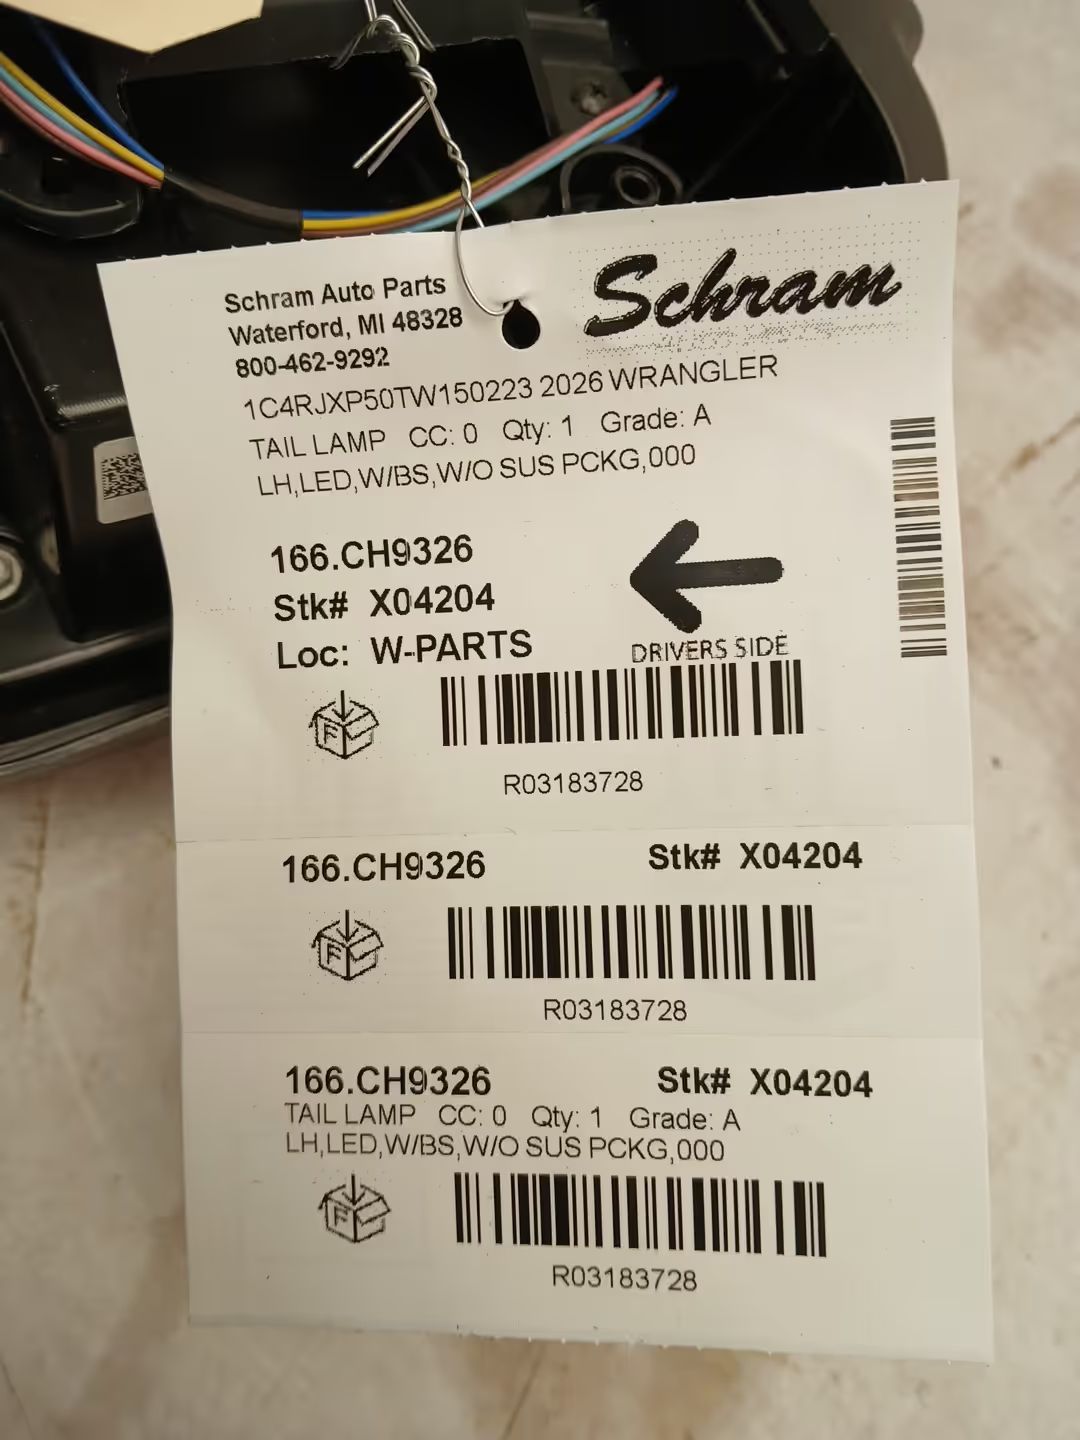 Schram Auto Parts
Waterford, MI 48328
800-462-9292
Schram
1C4RJXP50TW150223 2026 WRANGLER
TAIL LAMP CC: 0 Qty: 1 Grade: A
LH,LED,W/BS,W/O SUS PCKG,000
166.CH9326
Stk# X04204
Loc: W-PARTS
DRIVERS SIDE
F
R03183728
166.CH9326 Stk# X04204
F
R03183728
166.CH9326 Stk# X04204
TAIL LAMP CC: 0 Qty: 1 Grade: A
LH,LED,W/BS,W/O SUS PCKG,000
F
R03183728